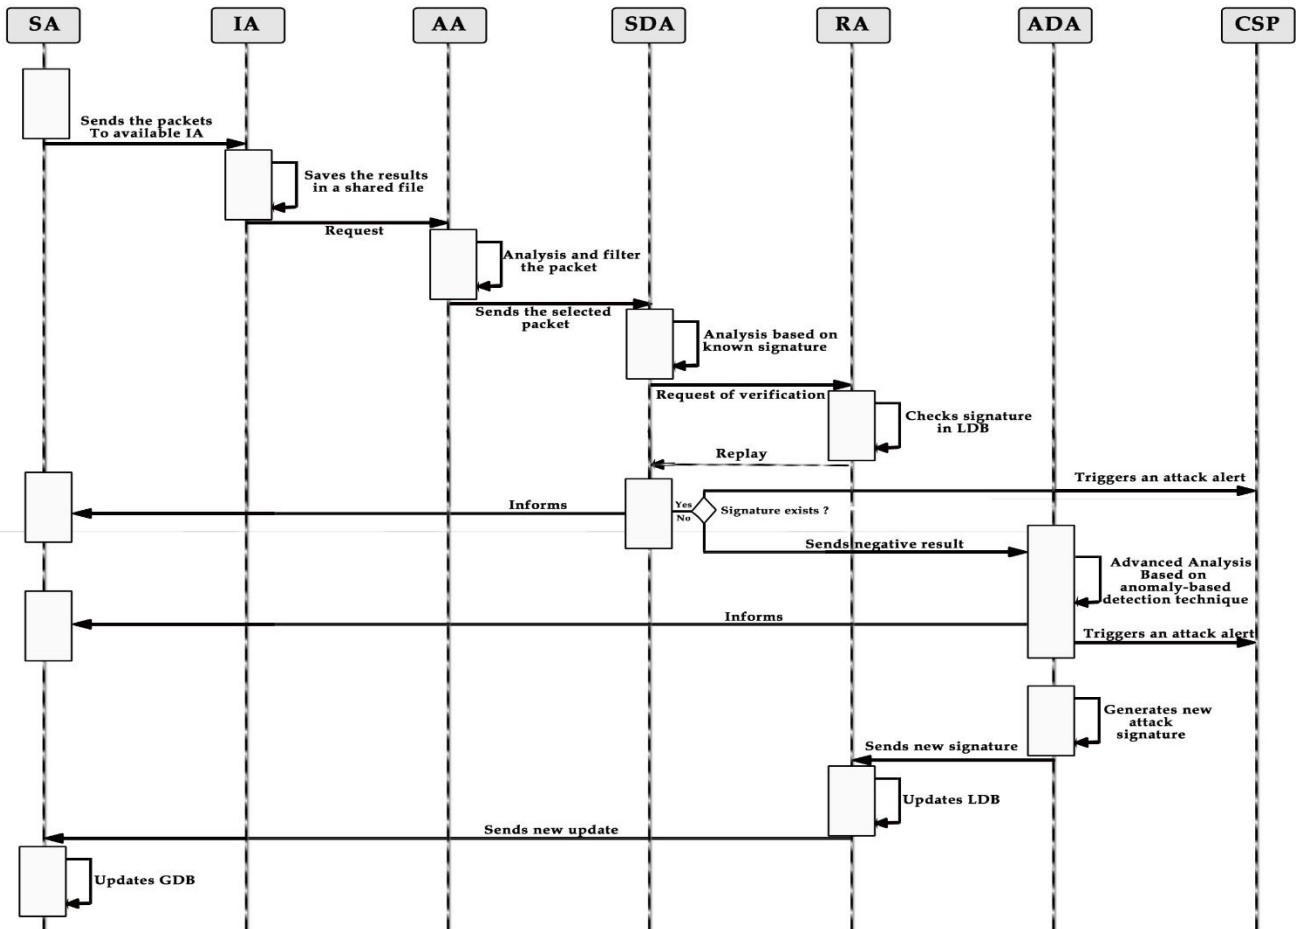 SA IA AA SDA RA ADA CSP
Sends the packets
To available IA
Saves the results
in a shared file
Request
Analysis and filter
the packet
Sends the selected
packet
Analysis based on
known signature
Request of verification
Checks signature
in LDB
Replay
Triggers an attack alert
Informs
Yes
No
Signature exists ?
Sends negative result
Advanced Analysis
Based on
anomaly-based
detection technique
Informs
Triggers an attack alert
Generates new
attack
signature
Sends new signature
Updates LDB
Sends new update
Updates GDB